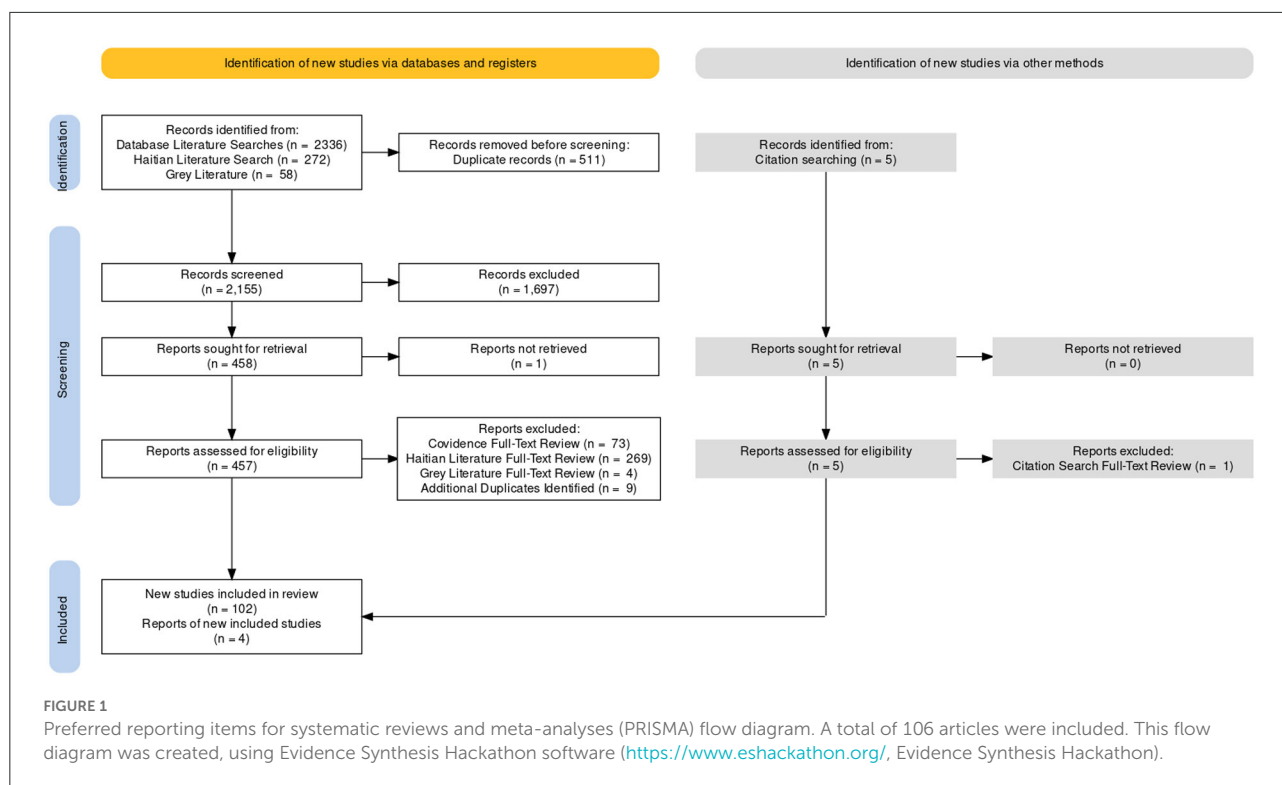 Identification of new studies via databases and registers
Identification of new studies via other methods
Identification
Records identified from:
Database Literature Searches (n = 2336)
Haitian Literature Search (n = 272)
Grey Literature (n = 58)
Records removed before screening:
Duplicate records (n = 511)
Records identified from:
Citation searching (n = 5)
Screening
Records screened
(n = 2,155)
Records excluded
(n = 1,697)
Reports sought for retrieval
(n = 458)
Reports not retrieved
(n = 1)
Reports sought for retrieval
(n = 5)
Reports not retrieved
(n = 0)
Reports assessed for eligibility
(n = 457)
Reports excluded:
Covidence Full-Text Review (n = 73)
Haitian Literature Full-Text Review (n = 269)
Grey Literature Full-Text Review (n = 4)
Additional Duplicates Identified (n = 9)
Reports assessed for eligibility
(n = 5)
Reports excluded:
Citation Search Full-Text Review (n = 1)
Included
New studies included in review
(n = 102)
Reports of new included studies
(n = 4)
FIGURE 1
Preferred reporting items for systematic reviews and meta-analyses (PRISMA) flow diagram. A total of 106 articles were included. This flow
diagram was created, using Evidence Synthesis Hackathon software (https://www.eshackathon.org/, Evidence Synthesis Hackathon).